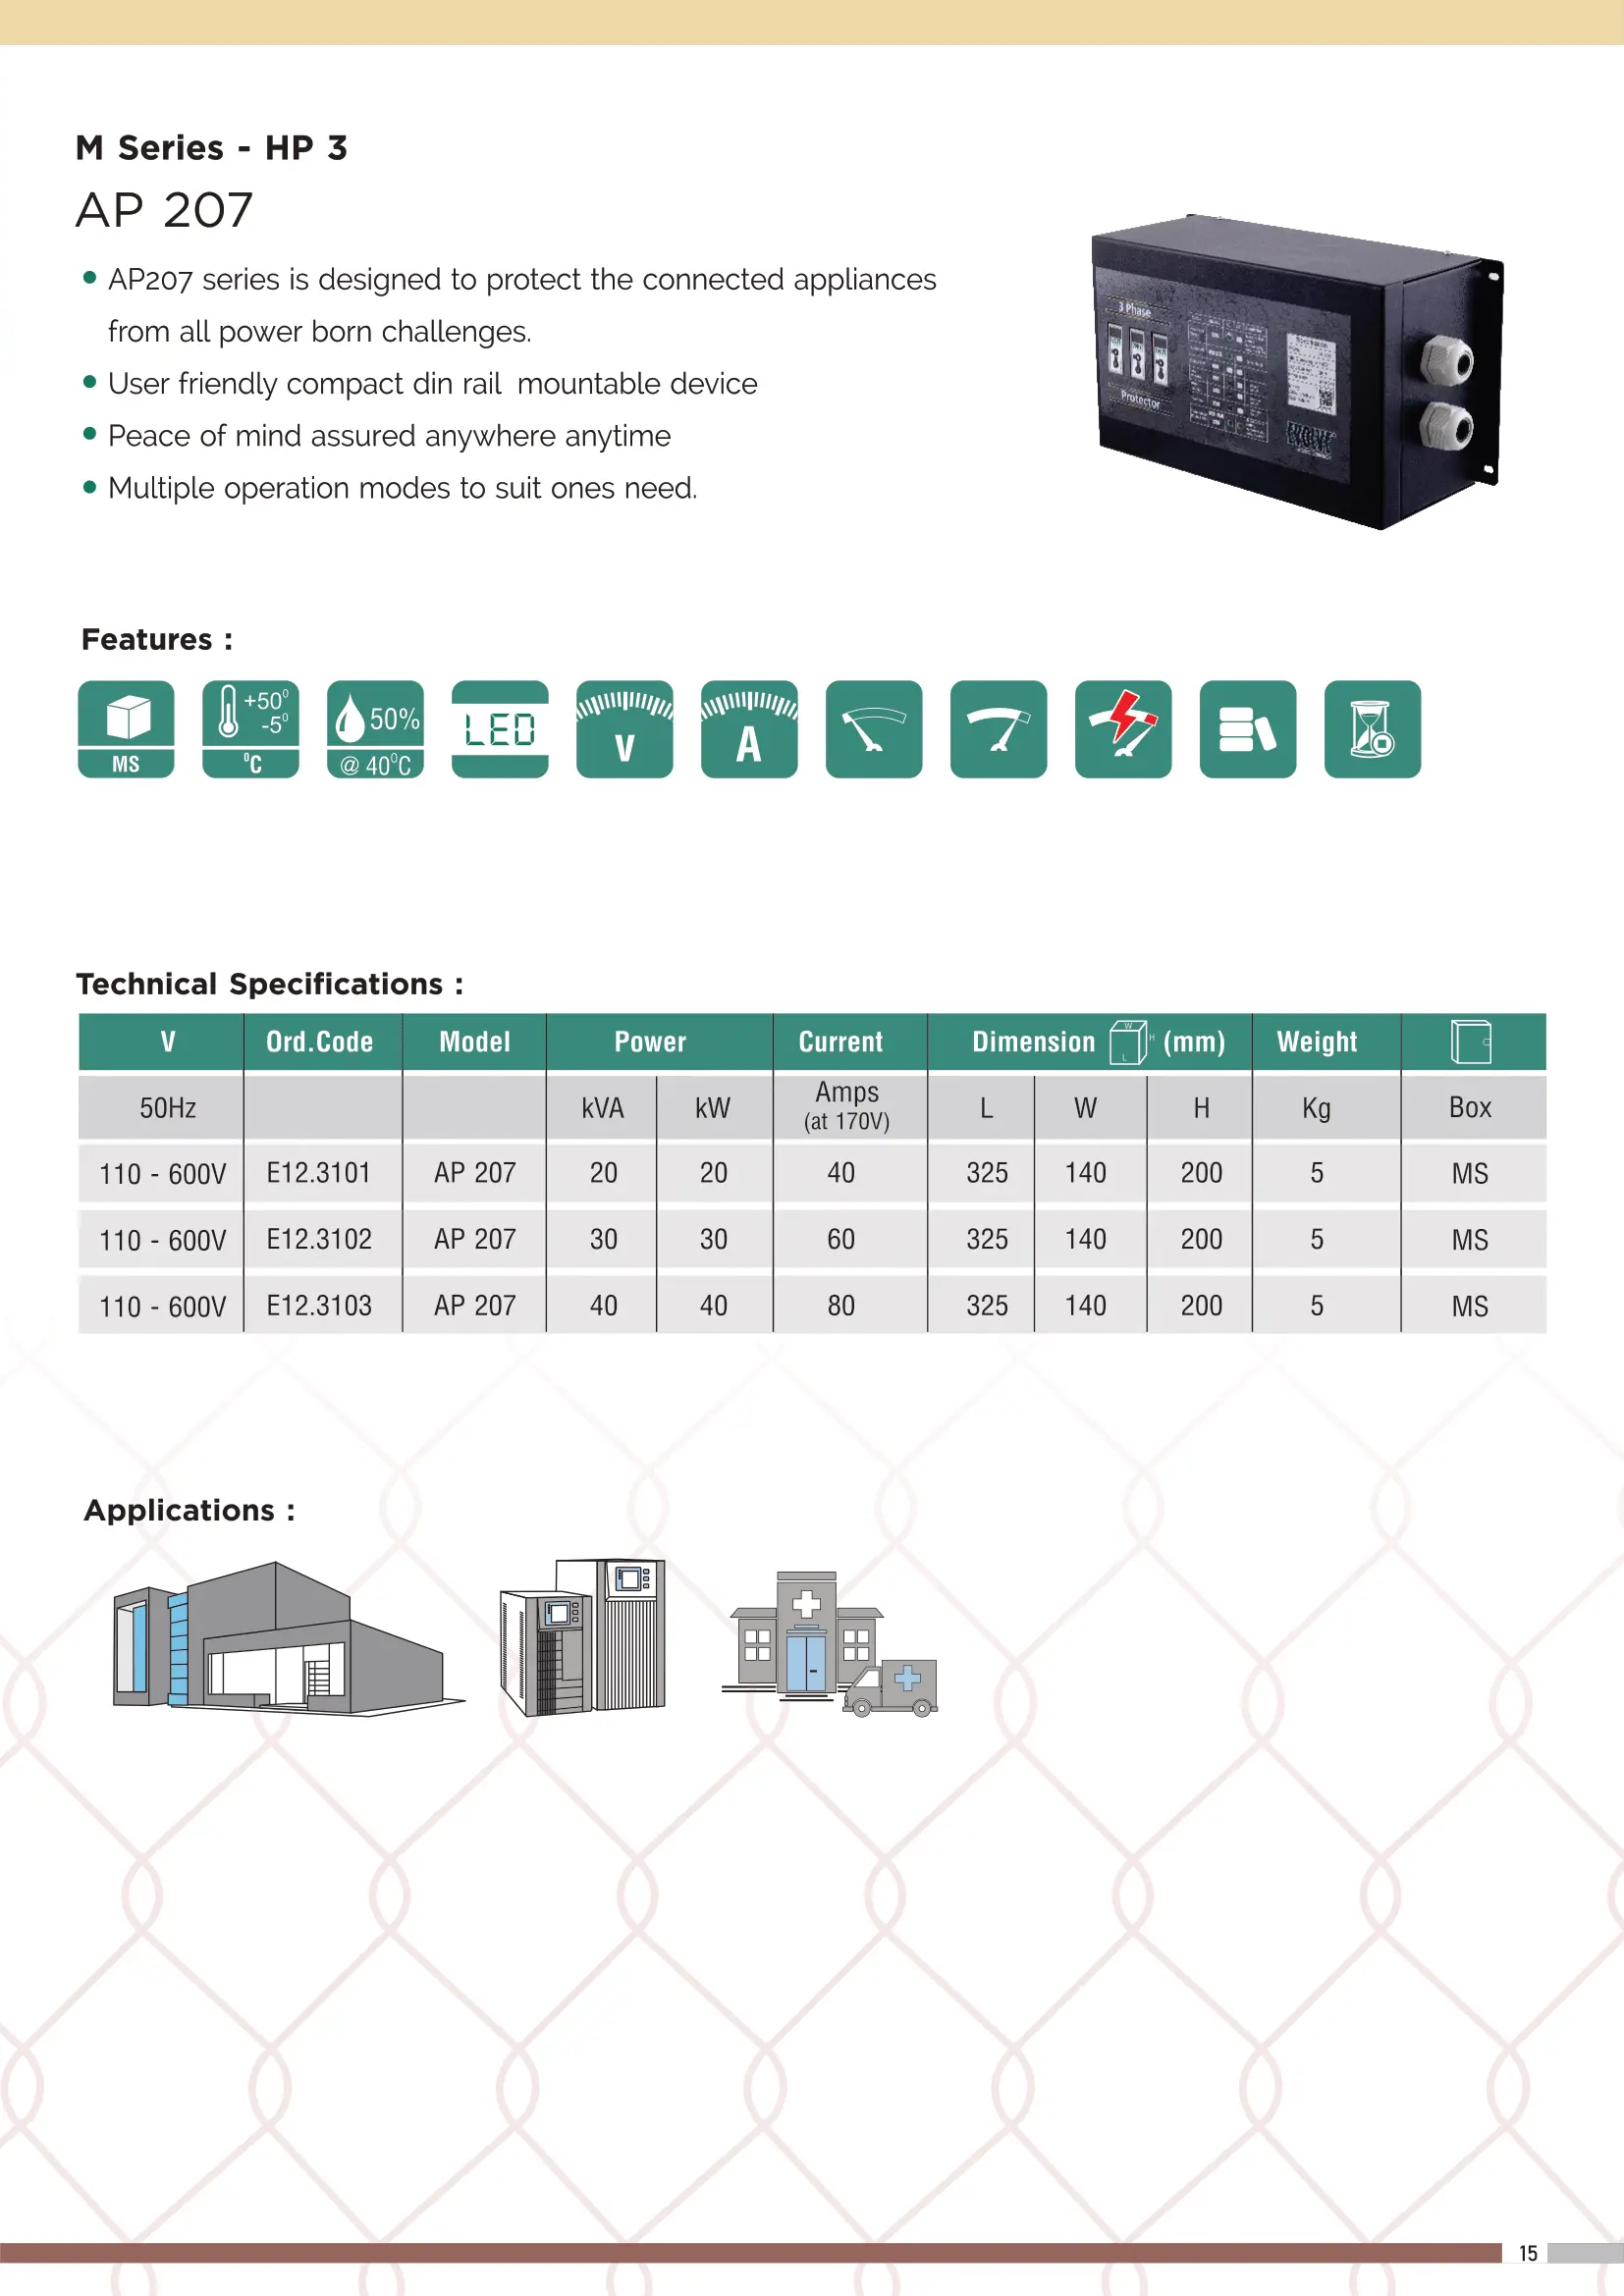 M Series - HP 3
AP 207
AP207 series is designed to protect the connected appliances
from all power born challenges.
User friendly compact din rail mountable device
Peace of mind assured anywhere anytime
Multiple operation modes to suit ones need.
3 Phase
Protector
Features :
MS
+50⁰
-5⁰
⁰C
50%
@ 40⁰C
LED
V
A
Technical Specifications :
V Ord.Code Model Power Current Dimension W H L (mm) Weight
50Hz kVA kW Amps (at 170V) L W H Kg Box
110 - 600V E12.3101 AP 207 20 20 40 325 140 200 5 MS
110 - 600V E12.3102 AP 207 30 30 60 325 140 200 5 MS
110 - 600V E12.3103 AP 207 40 40 80 325 140 200 5 MS
Applications :
15